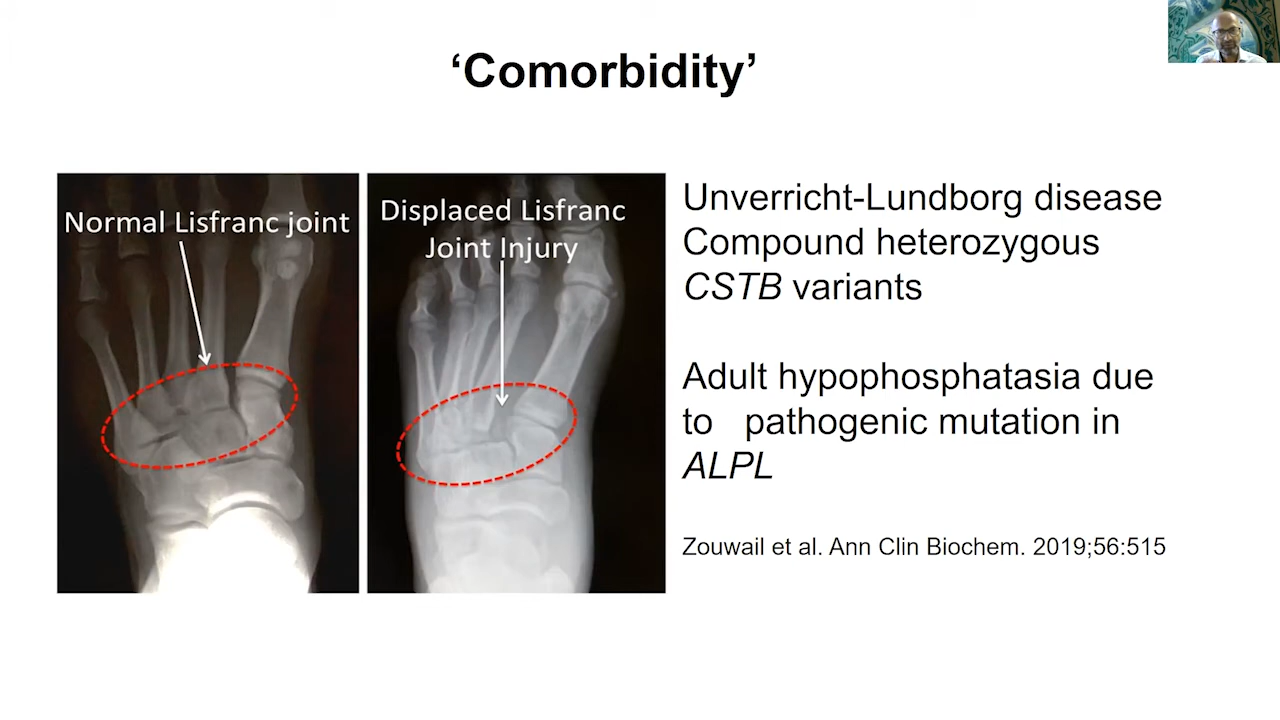 ‘Comorbidity’
Normal Lisfranc joint
Displaced Lisfranc
Joint Injury
Unverricht-Lundborg disease
Compound heterozygous
CSTB variants
Adult hypophosphatasia due
to pathogenic mutation in
ALPL
Zouwail et al. Ann Clin Biochem. 2019;56:515